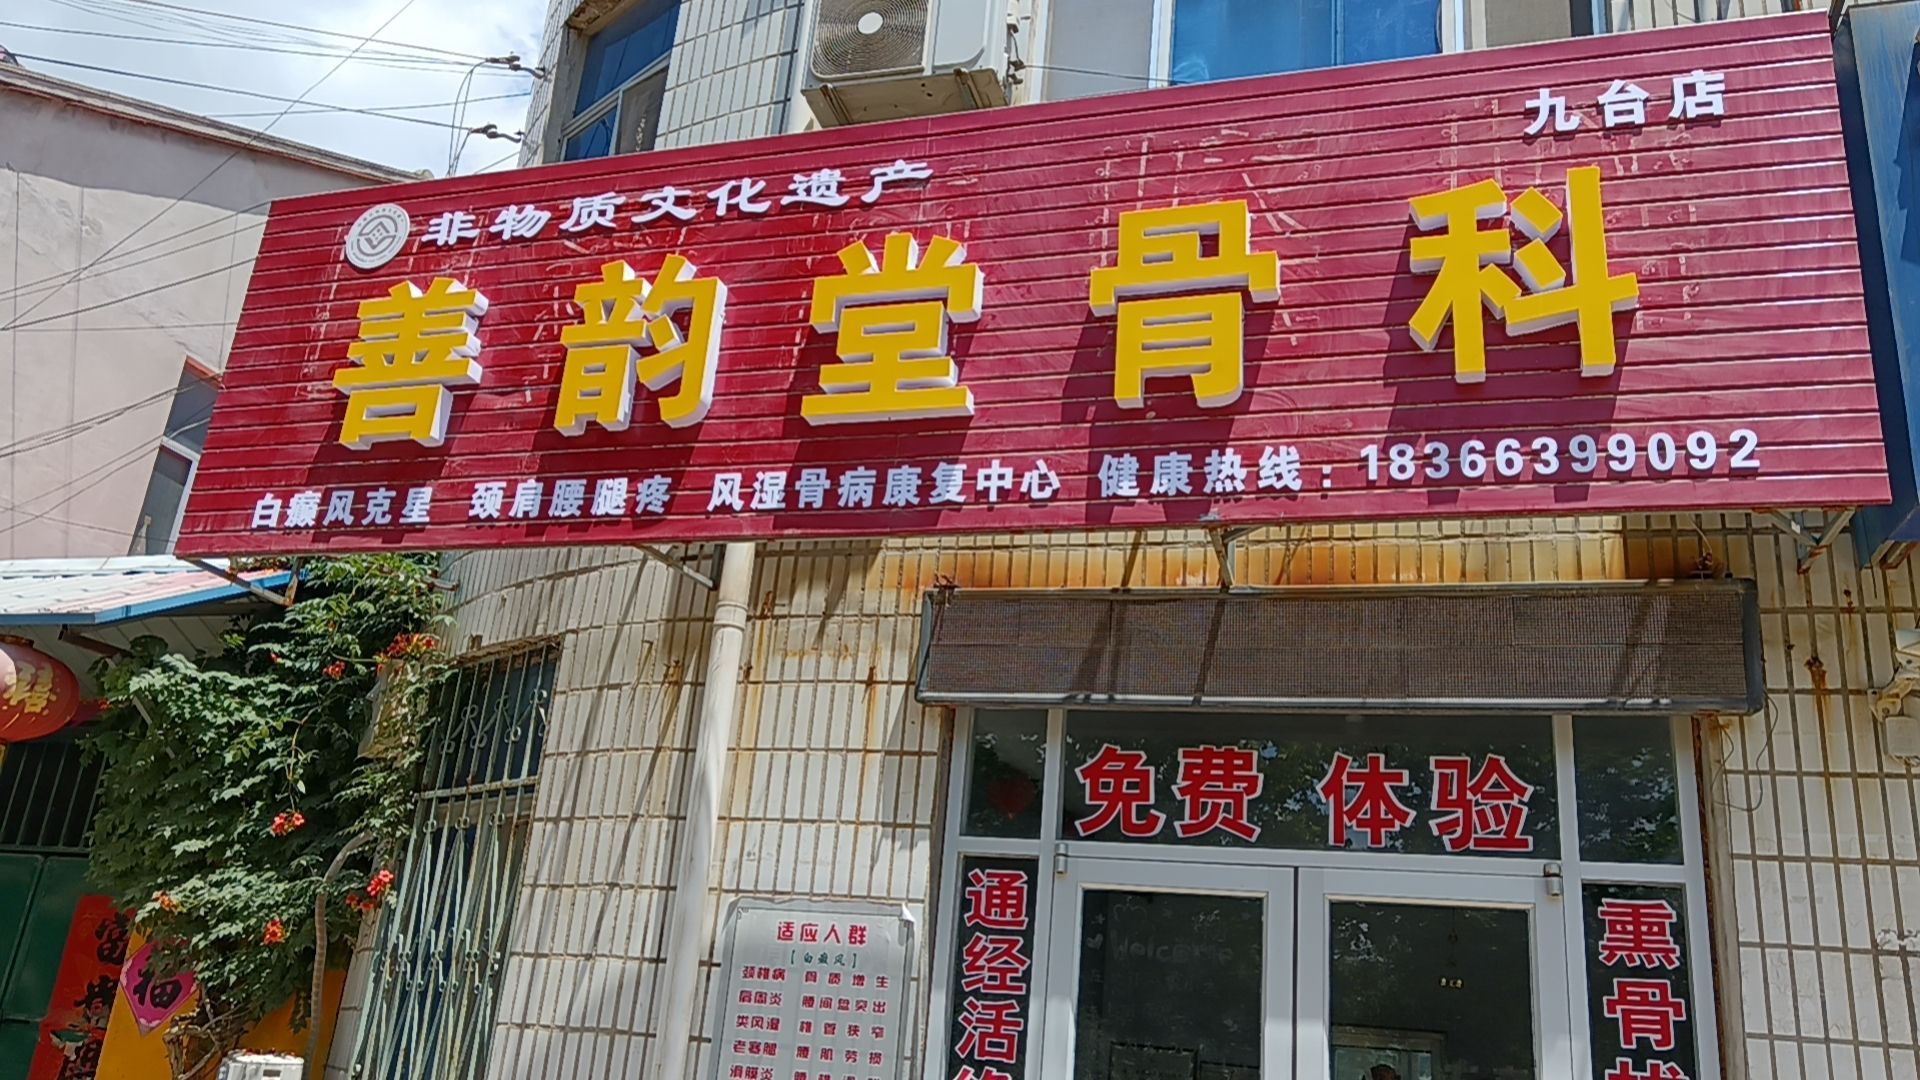 九台店
非物质文化遗产
善韵堂骨科
白癜风克星 颈肩腰腿疼 风湿骨病康复中心 健康热线：18366399092
免费 体验
通经活
熏骨
适应人群
【白癜风】
颈椎病 骨质增生
肩周炎 腰间盘突出
类风湿 椎管狭窄
老寒腿 腰肌劳损
滑膜炎
Welcome
福
富